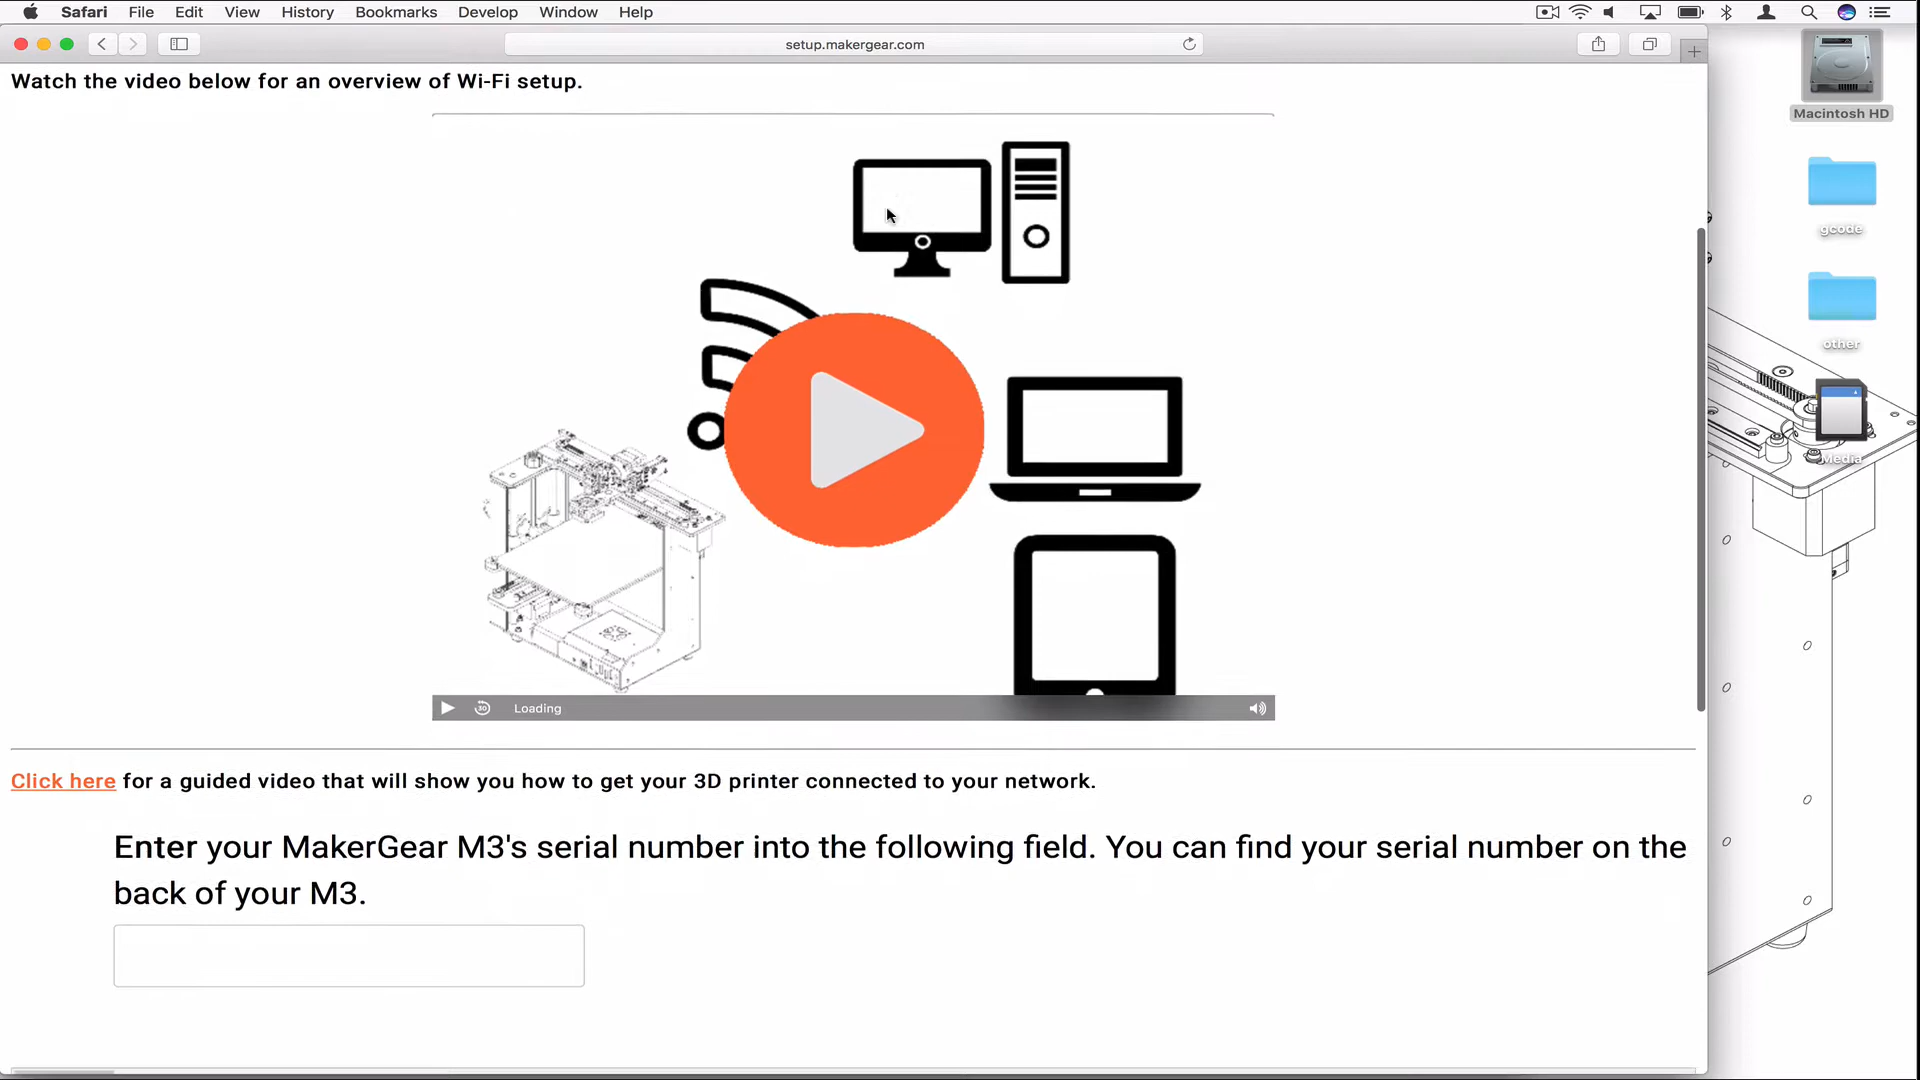 Safari File Edit View History Bookmarks Develop Window Help
setup.makergear.com
Watch the video below for an overview of Wi-Fi setup.
Macintosh HD
gcode
other
Media
30
Loading
Click here for a guided video that will show you how to get your 3D printer connected to your network.
Enter your MakerGear M3's serial number into the following field. You can find your serial number on the
back of your M3.